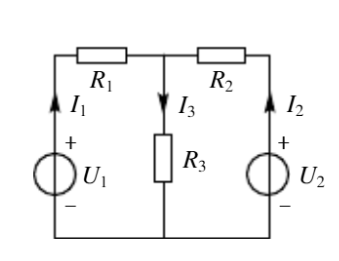 R₁ R₂
I₁ I₃ I₂
+ +
U₁ R₃ U₂
− −